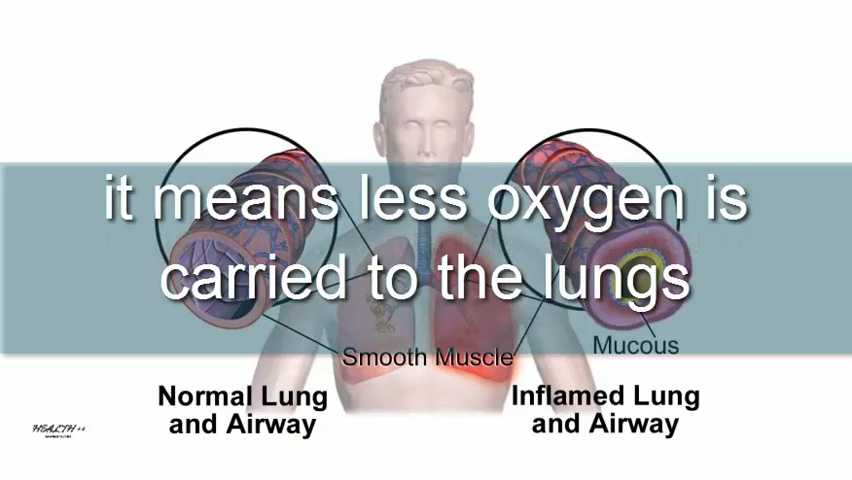 it means less oxygen is
carried to the lungs
Smooth Muscle
Mucous
Normal Lung
and Airway
Inflamed Lung
and Airway
HEALTH ++